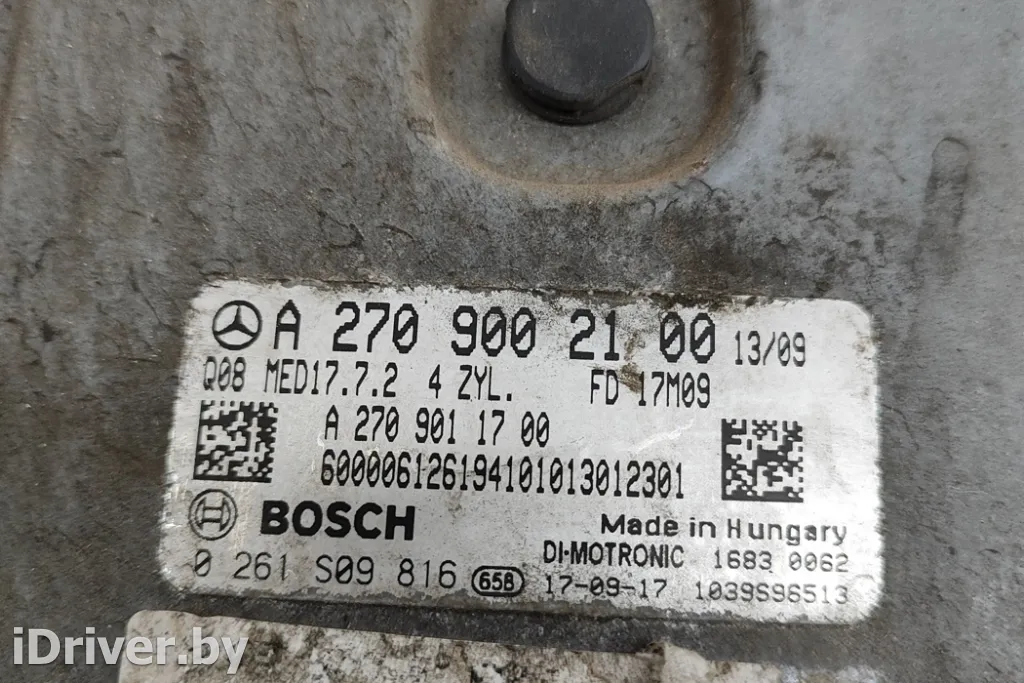 A 270 900 21 00 13/09
Q08 MED17.7.2 4 ZYL. FD 17M09
A 270 901 17 00
600006126194101013012301
BOSCH Made in Hungary
DI-MOTRONIC 1683 0062
0 261 S09 816 658 17-09-17 1039S96513
iDriver.by